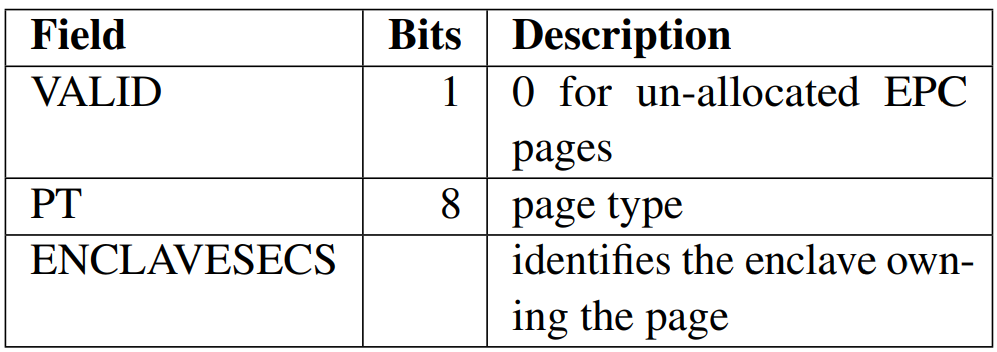 Field Bits Description
VALID 1 0 for un-allocated EPC
pages
PT 8 page type
ENCLAVESECS identifies the enclave own-
ing the page